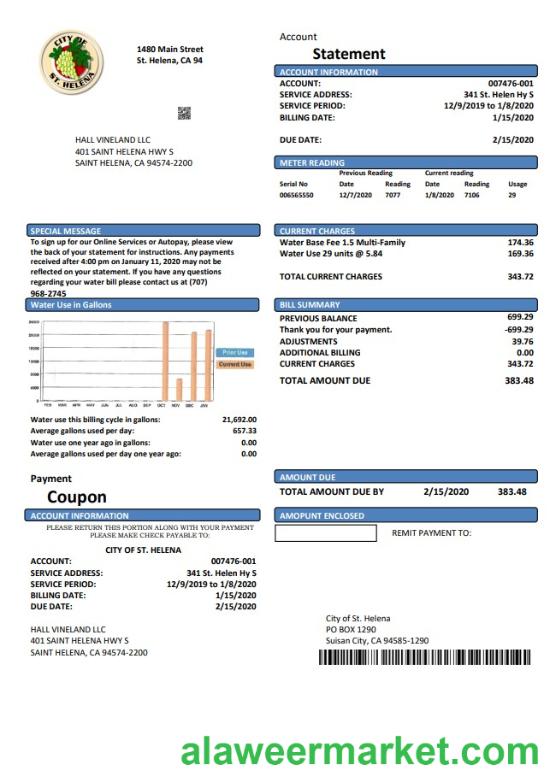 CITY OF
ST. HELENA
1480 Main Street
St. Helena, CA 94
HALL VINELAND LLC
401 SAINT HELENA HWY S
SAINT HELENA, CA 94574-2200
Account
Statement
ACCOUNT INFORMATION
ACCOUNT: 007476-001
SERVICE ADDRESS: 341 St. Helen Hy S
SERVICE PERIOD: 12/9/2019 to 1/8/2020
BILLING DATE: 1/15/2020
DUE DATE: 2/15/2020
METER READING
Previous Reading Current reading
Serial No Date Reading Date Reading Usage
006565550 12/7/2020 7077 1/8/2020 7106 29
SPECIAL MESSAGE
To sign up for our Online Services or Autopay, please view
the back of your statement for instructions. Any payments
received after 4:00 pm on January 11, 2020 may not be
reflected on your statement. If you have any questions
regarding your water bill please contact us at (707)
968-2745
CURRENT CHARGES
Water Base Fee 1.5 Multi-Family 174.36
Water Use 29 units @ 5.84 169.36
TOTAL CURRENT CHARGES 343.72
Water Use in Gallons
Prior Use
Current Use
FEB MAR APR MAY JUN JUL AUG SEP OCT NOV DEC JAN
Water use this billing cycle in gallons: 21,692.00
Average gallons used per day: 657.33
Water use one year ago in gallons: 0.00
Average gallons used per day one year ago: 0.00
BILL SUMMARY
PREVIOUS BALANCE 699.29
Thank you for your payment. -699.29
ADJUSTMENTS 39.76
ADDITIONAL BILLING 0.00
CURRENT CHARGES 343.72
TOTAL AMOUNT DUE 383.48
Payment
Coupon
ACCOUNT INFORMATION
PLEASE RETURN THIS PORTION ALONG WITH YOUR PAYMENT
PLEASE MAKE CHECK PAYABLE TO:
CITY OF ST. HELENA
ACCOUNT: 007476-001
SERVICE ADDRESS: 341 St. Helen Hy S
SERVICE PERIOD: 12/9/2019 to 1/8/2020
BILLING DATE: 1/15/2020
DUE DATE: 2/15/2020
HALL VINELAND LLC
401 SAINT HELENA HWY S
SAINT HELENA, CA 94574-2200
AMOUNT DUE
TOTAL AMOUNT DUE BY 2/15/2020 383.48
AMOPUNT ENCLOSED
REMIT PAYMENT TO:
City of St. Helena
PO BOX 1290
Suisan City, CA 94585-1290
alaweermarket.com